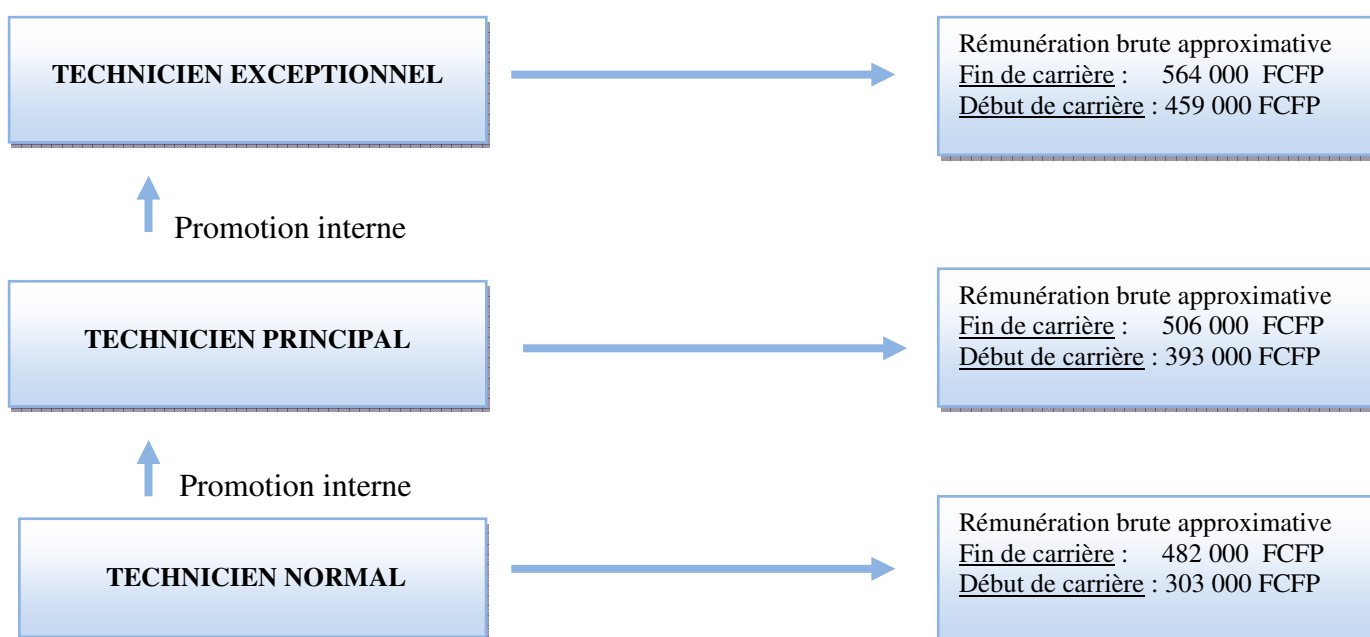 TECHNICIEN EXCEPTIONNEL
Rémunération brute approximative
Fin de carrière : 564 000 FCFP
Début de carrière : 459 000 FCFP
Promotion interne
TECHNICIEN PRINCIPAL
Rémunération brute approximative
Fin de carrière : 506 000 FCFP
Début de carrière : 393 000 FCFP
Promotion interne
TECHNICIEN NORMAL
Rémunération brute approximative
Fin de carrière : 482 000 FCFP
Début de carrière : 303 000 FCFP